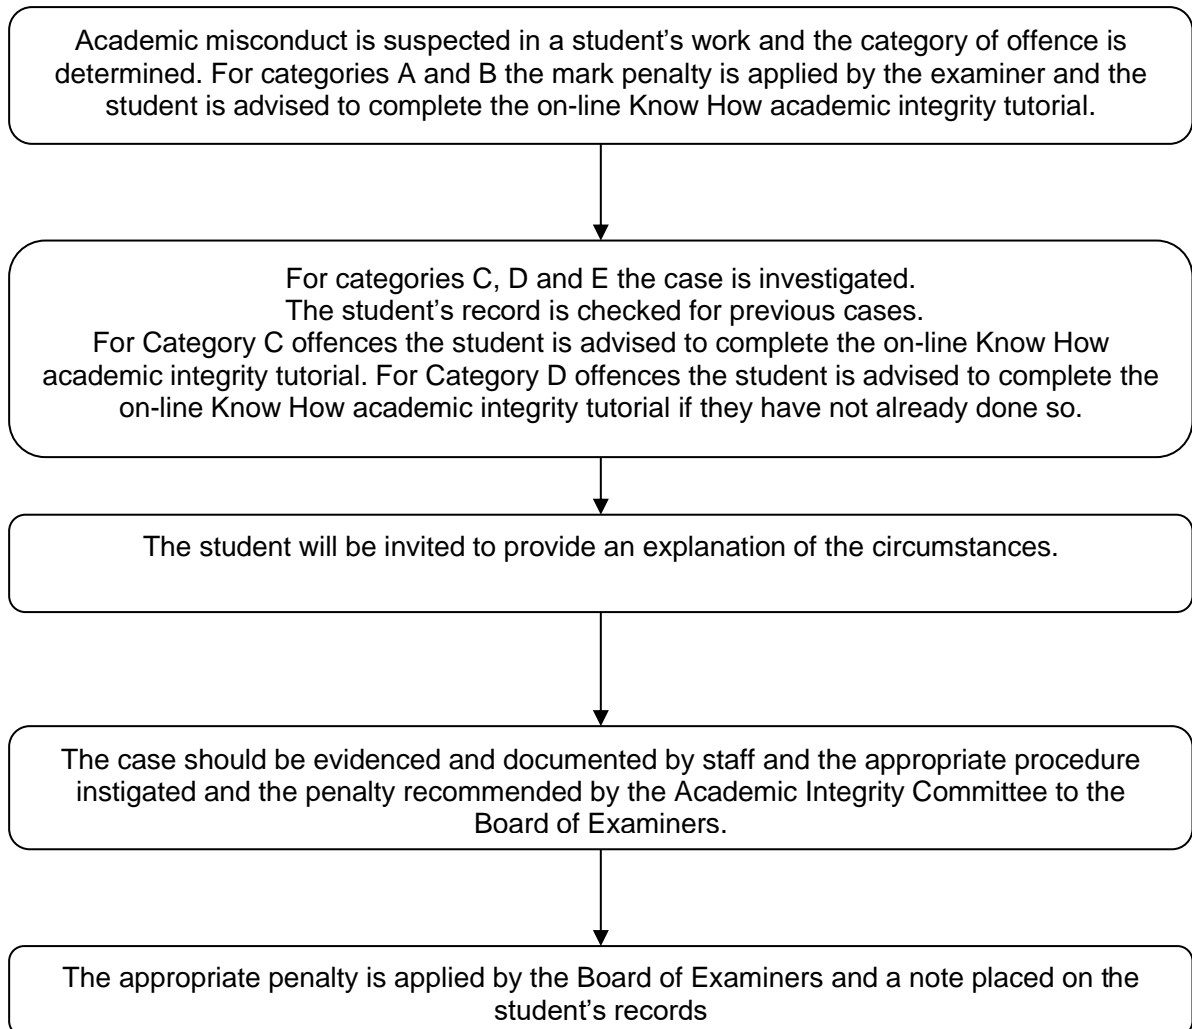 Academic misconduct is suspected in a student’s work and the category of offence is
determined. For categories A and B the mark penalty is applied by the examiner and the
student is advised to complete the on-line Know How academic integrity tutorial.
For categories C, D and E the case is investigated.
The student’s record is checked for previous cases.
For Category C offences the student is advised to complete the on-line Know How
academic integrity tutorial. For Category D offences the student is advised to complete the
on-line Know How academic integrity tutorial if they have not already done so.
The student will be invited to provide an explanation of the circumstances.
The case should be evidenced and documented by staff and the appropriate procedure
instigated and the penalty recommended by the Academic Integrity Committee to the
Board of Examiners.
The appropriate penalty is applied by the Board of Examiners and a note placed on the
student’s records